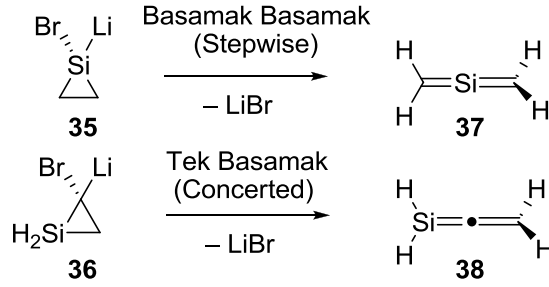 Br Li
Si
35
Basamak Basamak
(Stepwise)
– LiBr
H H
Si
H H
37
Br Li
H2Si
36
Tek Basamak
(Concerted)
– LiBr
H H
Si
H H
38